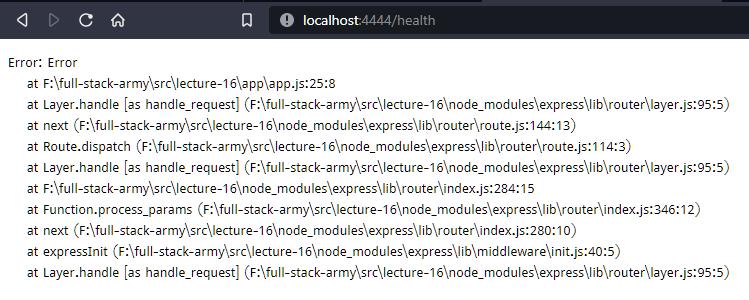 localhost:4444/health
Error: Error
at F:\full-stack-army\src\lecture-16\app\app.js:25:8
at Layer.handle [as handle_request] (F:\full-stack-army\src\lecture-16\node_modules\express\lib\router\layer.js:95:5)
at next (F:\full-stack-army\src\lecture-16\node_modules\express\lib\router\route.js:144:13)
at Route.dispatch (F:\full-stack-army\src\lecture-16\node_modules\express\lib\router\route.js:114:3)
at Layer.handle [as handle_request] (F:\full-stack-army\src\lecture-16\node_modules\express\lib\router\layer.js:95:5)
at F:\full-stack-army\src\lecture-16\node_modules\express\lib\router\index.js:284:15
at Function.process_params (F:\full-stack-army\src\lecture-16\node_modules\express\lib\router\index.js:346:12)
at next (F:\full-stack-army\src\lecture-16\node_modules\express\lib\router\index.js:280:10)
at expressInit (F:\full-stack-army\src\lecture-16\node_modules\express\lib\middleware\init.js:40:5)
at Layer.handle [as handle_request] (F:\full-stack-army\src\lecture-16\node_modules\express\lib\router\layer.js:95:5)